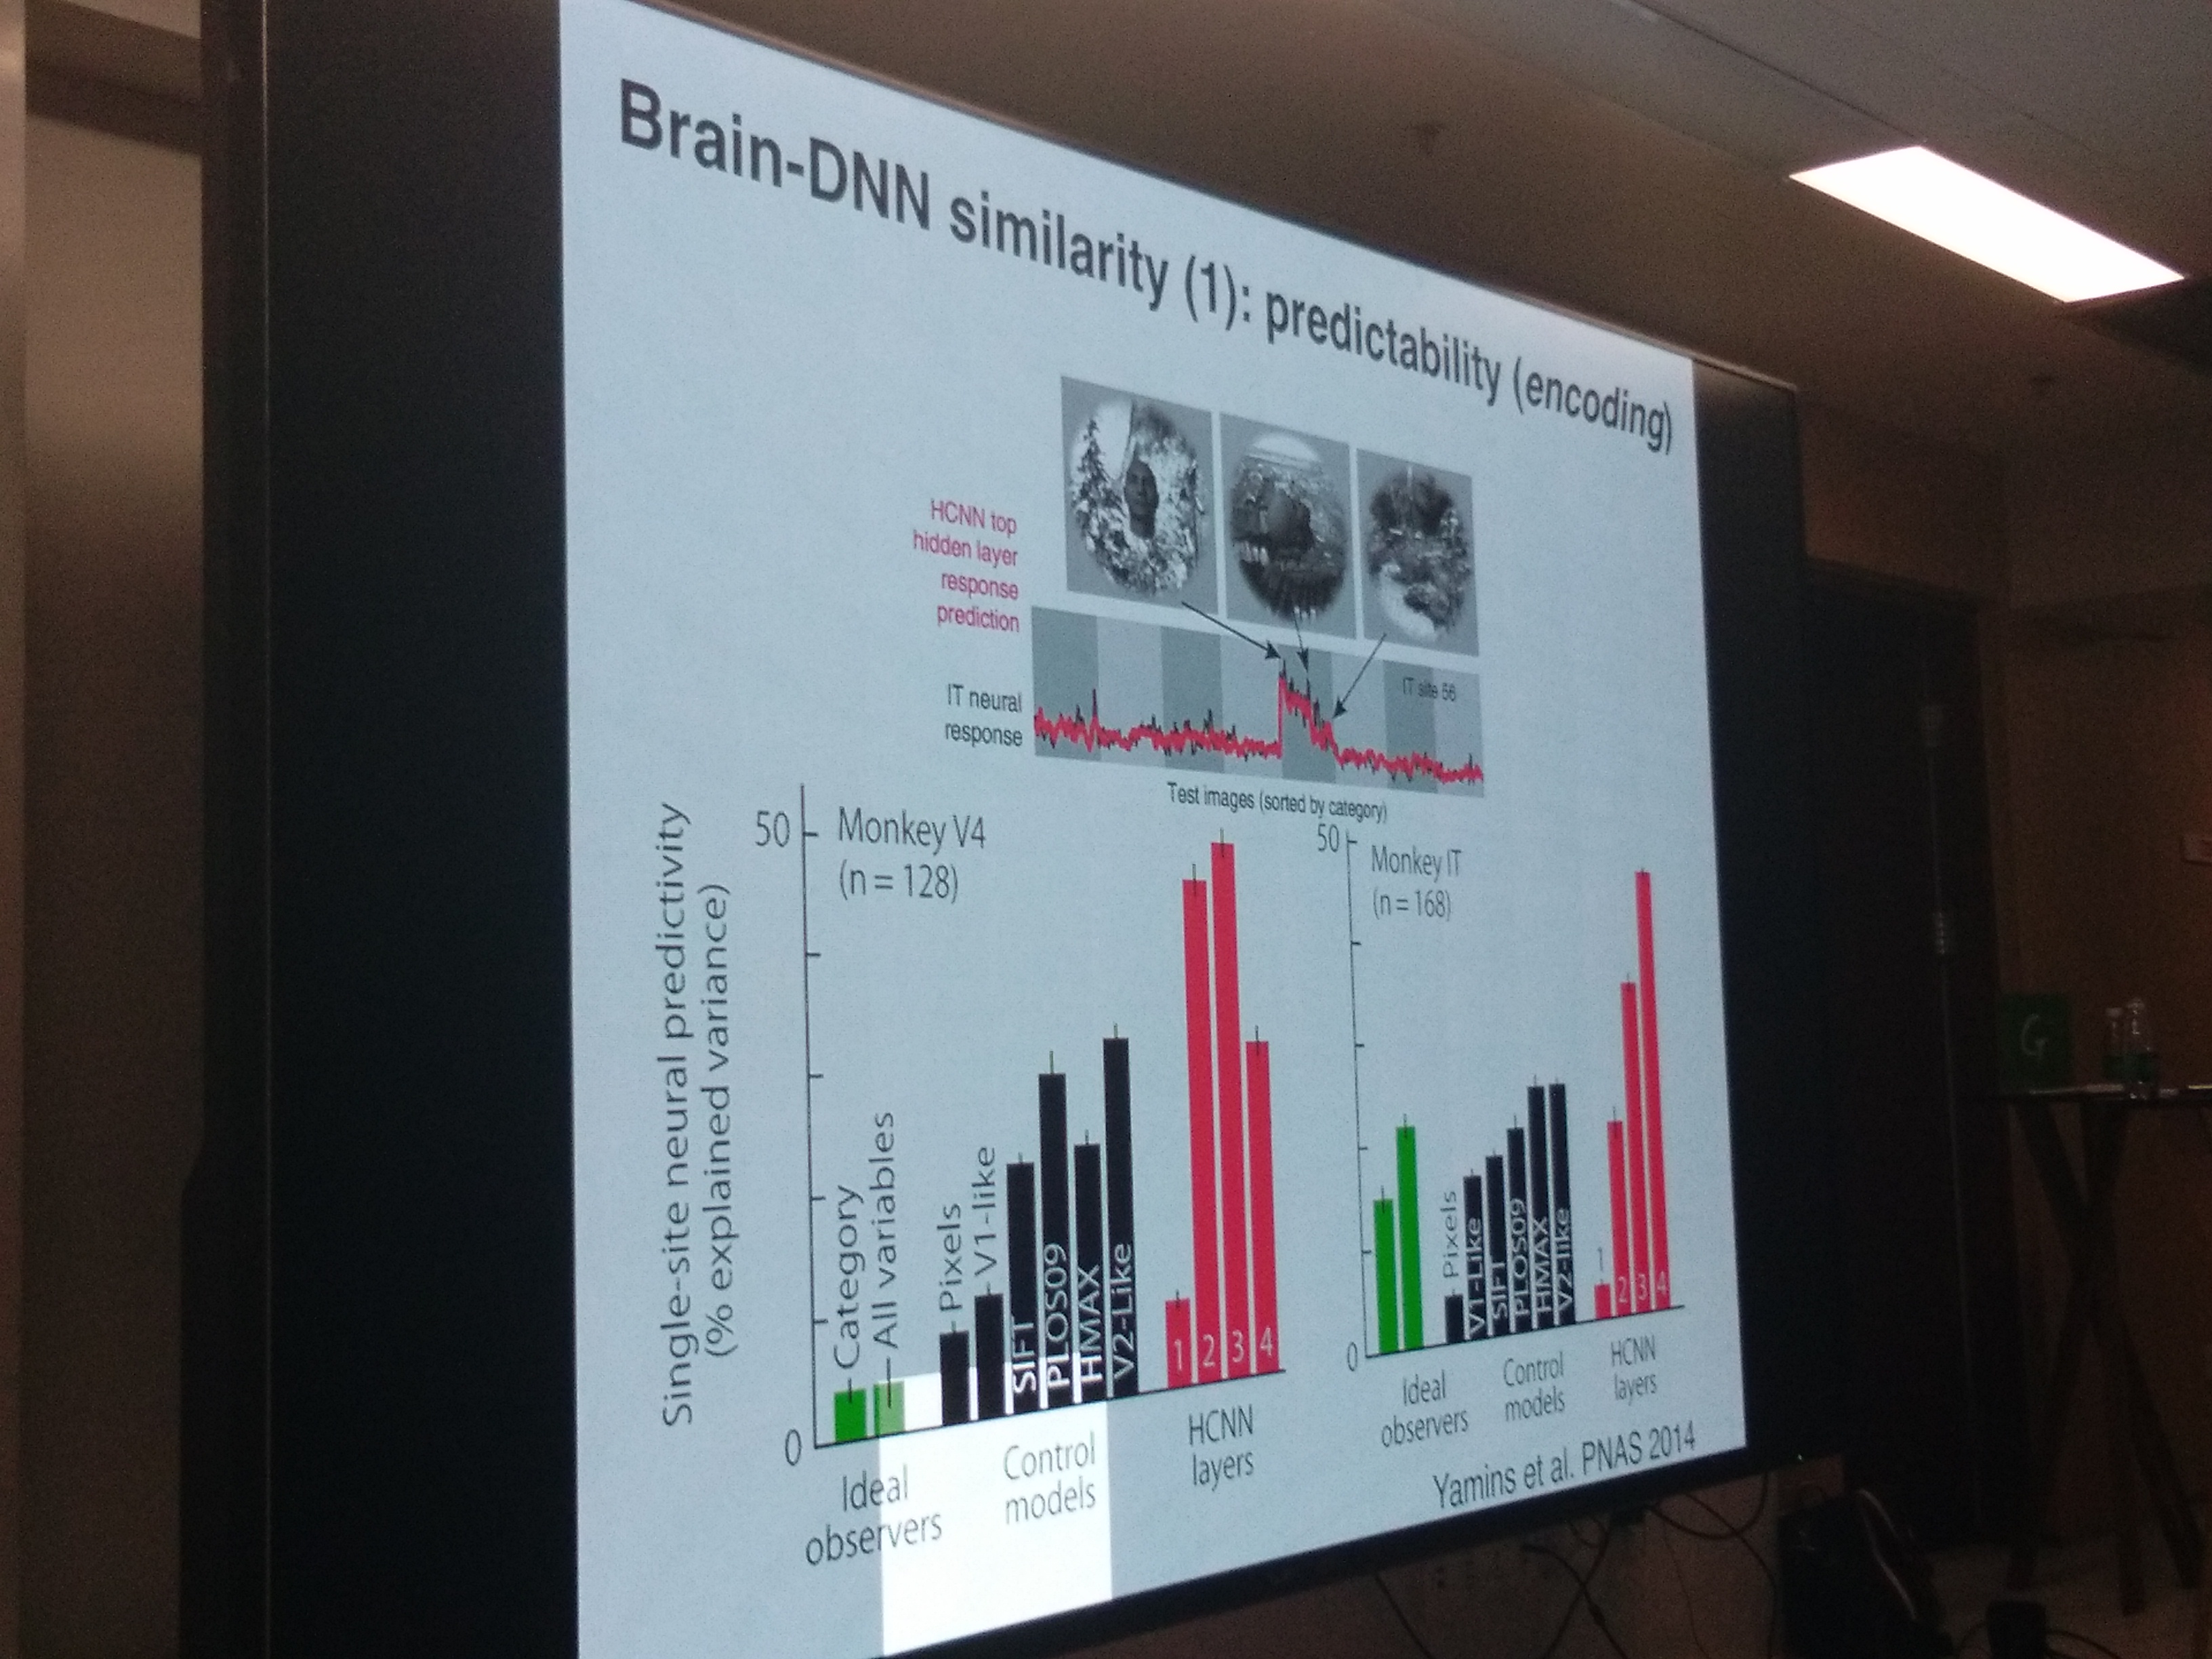 Brain-DNN similarity (1): predictability (encoding)
HCNN top
hidden layer
response
prediction
IT neural
response
IT site 56
Test images (sorted by category)
Single-site neural predictivity
(% explained variance)
50
0
Monkey V4
(n = 128)
Category
All variables
Pixels
V1-like
SIFT
PLOS09
HMAX
V2-Like
1
2
3
4
Ideal
observers
Control
models
HCNN
layers
50
0
Monkey IT
(n = 168)
Pixels
V1-Like
SIFT
PLOS09
HMAX
V2-like
1
2
3
4
Ideal
observers
Control
models
HCNN
layers
Yamins et al. PNAS 2014
G